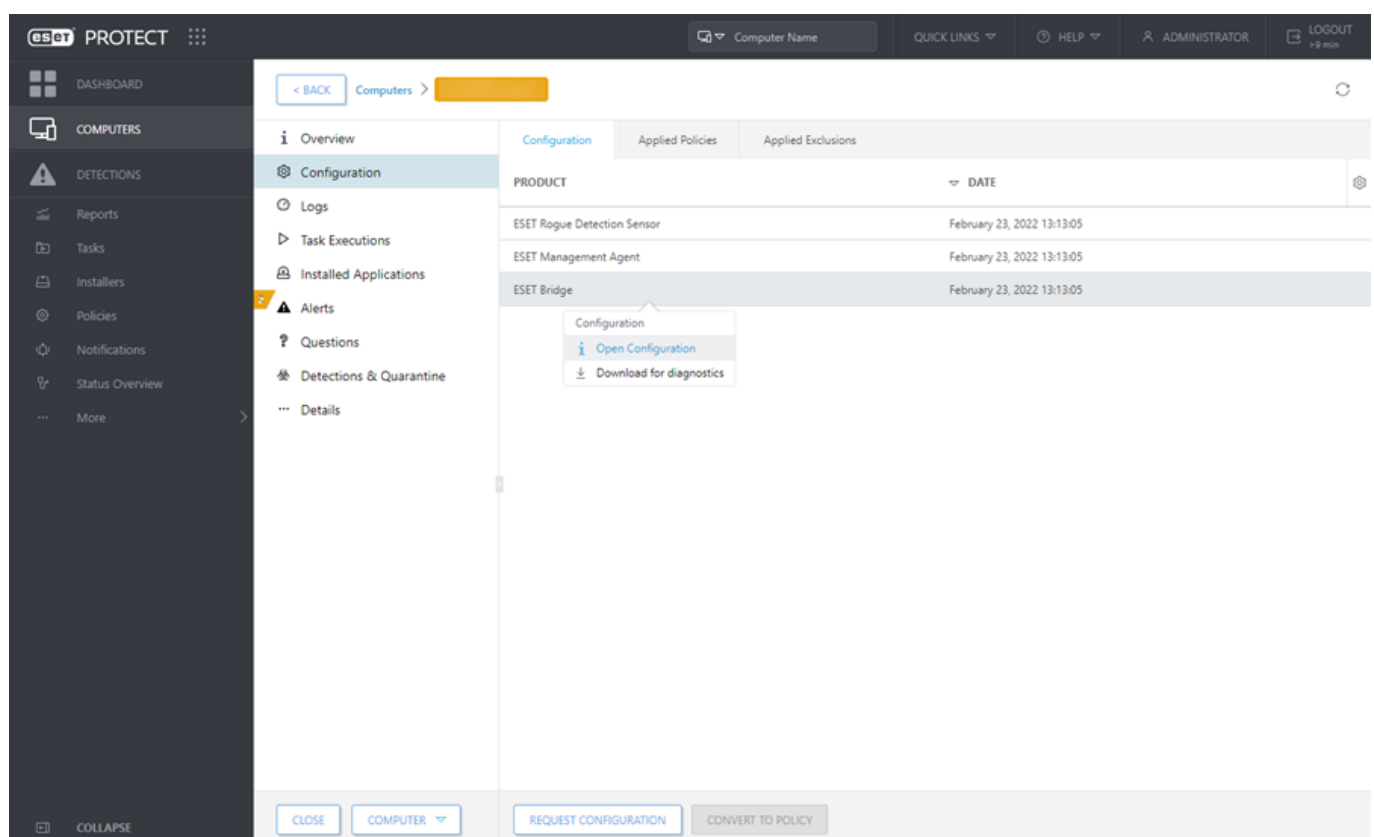 eseT PROTECT
Computer Name
QUICK LINKS
HELP
ADMINISTRATOR
LOGOUT
>9 min
DASHBOARD
COMPUTERS
DETECTIONS
Reports
Tasks
Installers
Policies
Notifications
Status Overview
More
COLLAPSE
< BACK Computers >
Overview
Configuration
Logs
Task Executions
Installed Applications
2 Alerts
Questions
Detections & Quarantine
Details
Configuration Applied Policies Applied Exclusions
PRODUCT DATE
ESET Rogue Detection Sensor February 23, 2022 13:13:05
ESET Management Agent February 23, 2022 13:13:05
ESET Bridge February 23, 2022 13:13:05
Configuration
Open Configuration
Download for diagnostics
CLOSE COMPUTER REQUEST CONFIGURATION CONVERT TO POLICY